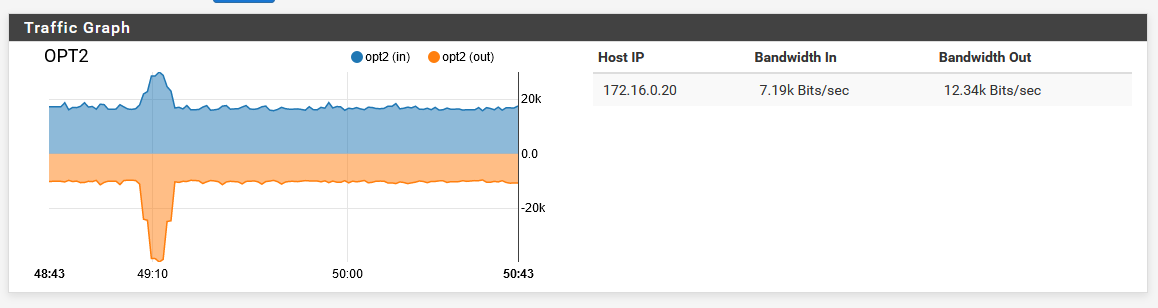 Traffic Graph
OPT2
opt2 (in) opt2 (out)
20k
0.0
-20k
48:43 49:10 50:00 50:43
Host IP Bandwidth In Bandwidth Out
172.16.0.20 7.19k Bits/sec 12.34k Bits/sec